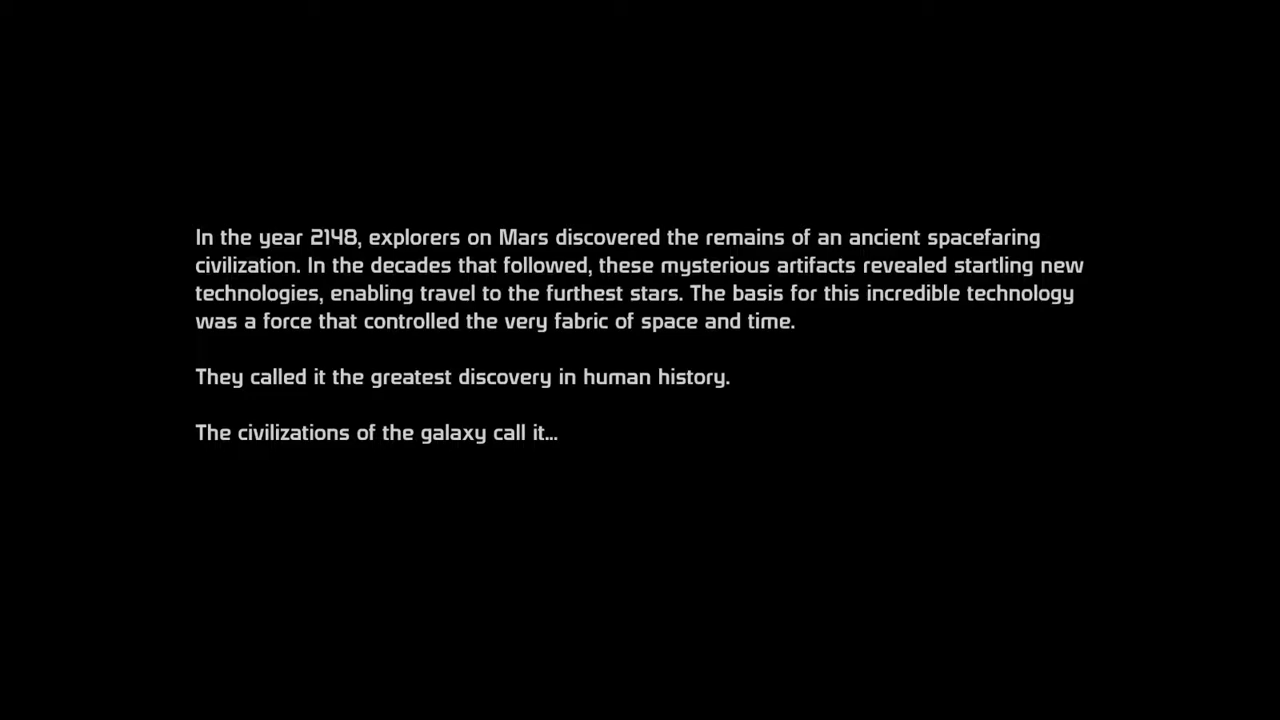 In the year 2148, explorers on Mars discovered the remains of an ancient spacefaring
civilization. In the decades that followed, these mysterious artifacts revealed startling new
technologies, enabling travel to the furthest stars. The basis for this incredible technology
was a force that controlled the very fabric of space and time.
They called it the greatest discovery in human history.
The civilizations of the galaxy call it...